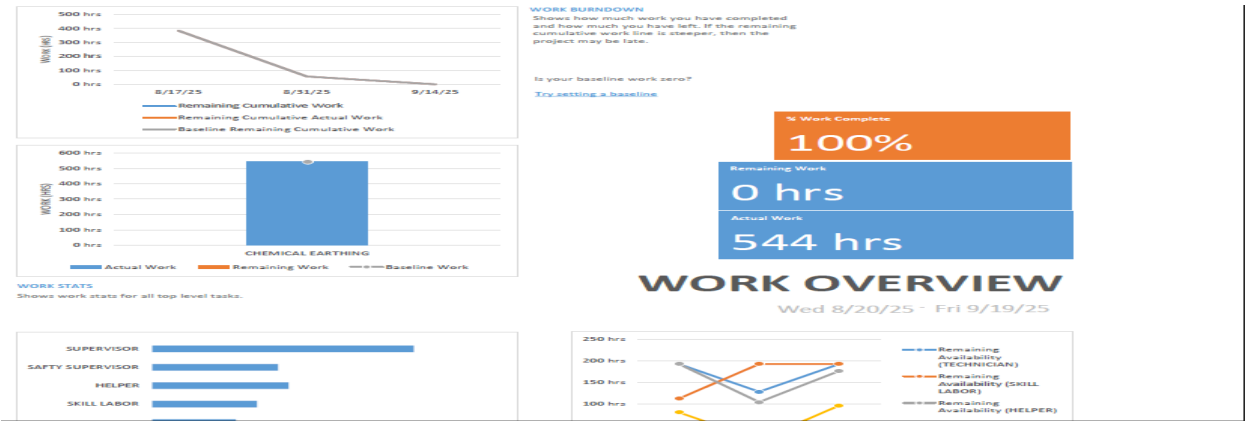 500 hrs
400 hrs
300 hrs
200 hrs
100 hrs
0 hrs
Work (hrs)
8/17/25 8/31/25 9/14/25
Remaining Cumulative Work
Remaining Cumulative Actual Work
Baseline Remaining Cumulative Work
WORK BURNDOWN
Shows how much work you have completed
and how much you have left. If the remaining
cumulative work line is steeper, then the
project may be late.
Is your baseline work zero?
Try setting a baseline
% Work Complete
100%
Remaining Work
0 hrs
Actual Work
544 hrs
600 hrs
500 hrs
400 hrs
300 hrs
200 hrs
100 hrs
0 hrs
WORK (HRS)
CHEMICAL EARTHING
Actual Work Remaining Work Baseline Work
WORK STATS
Shows work stats for all top level tasks.
WORK OVERVIEW
Wed 8/20/25 - Fri 9/19/25
SUPERVISOR
SAFTY SUPERVISOR
HELPER
SKILL LABOR
250 hrs
200 hrs
150 hrs
100 hrs
Remaining
Availability
(TECHNICIAN)
Remaining
Availability (SKILL
LABOR)
Remaining
Availability (HELPER)